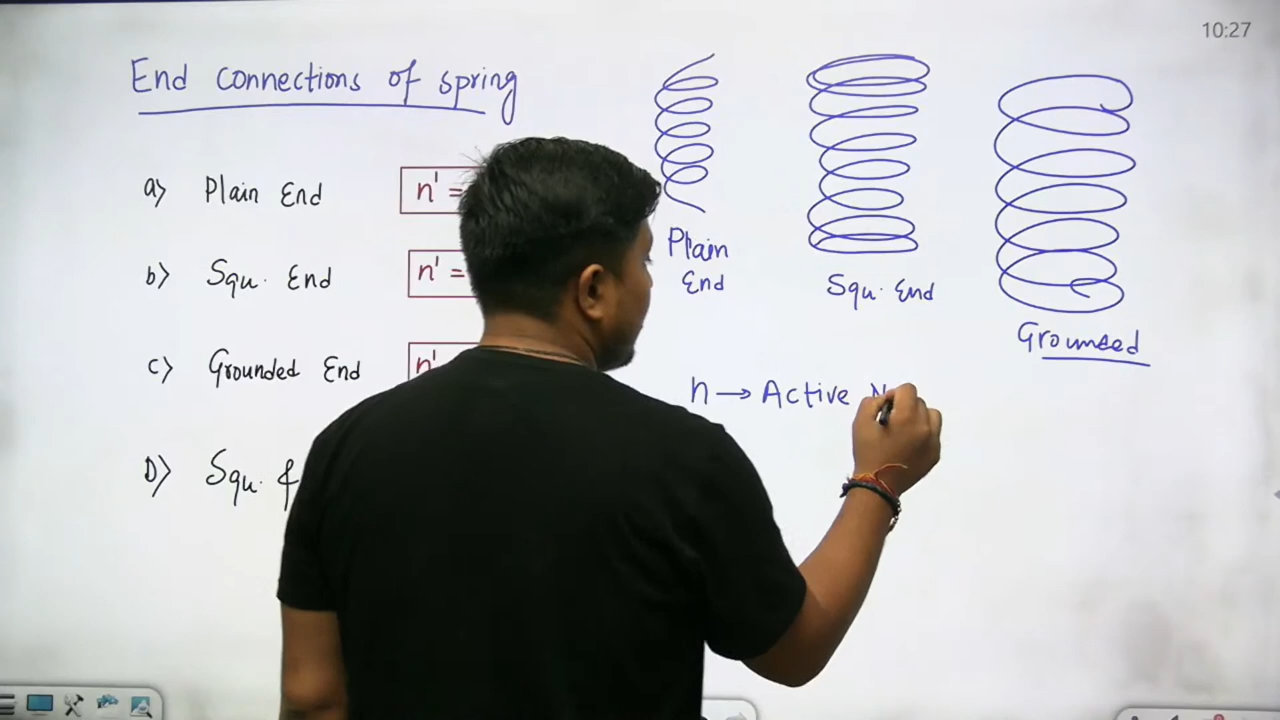 10:27
End connections of spring
a) Plain End
n' =
b) Squ. End
n' =
c) Grounded End
n'
D) Squ. &
Plain
End
Squ. End
Grounded
n → Active N